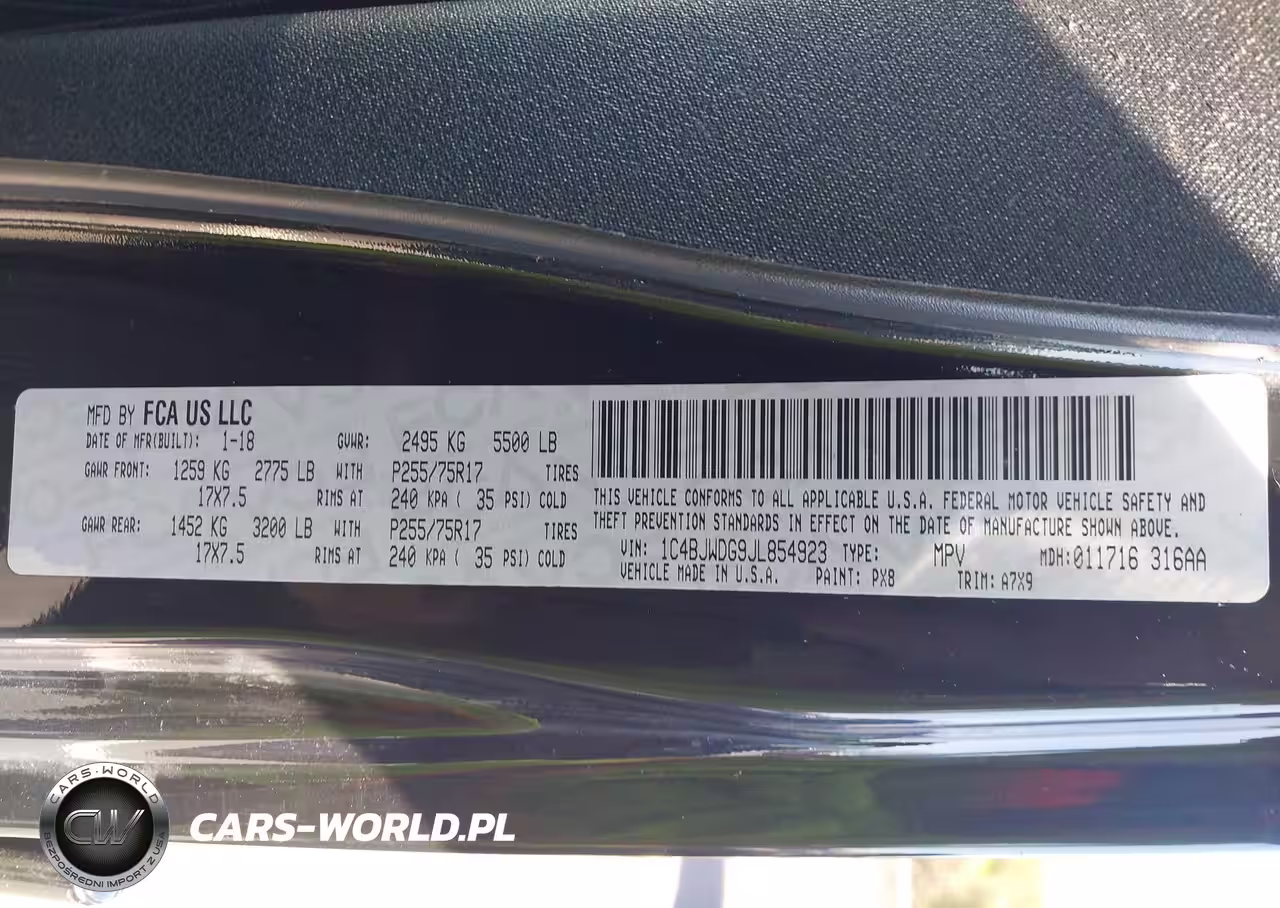 MFD BY FCA US LLC
DATE OF MFR(BUILT): 1-18 GVWR: 2495 KG 5500 LB
GAWR FRONT: 1259 KG 2775 LB WITH P255/75R17 TIRES
17X7.5 RIMS AT 240 KPA ( 35 PSI) COLD
GAWR REAR: 1452 KG 3200 LB WITH P255/75R17 TIRES
17X7.5 RIMS AT 240 KPA ( 35 PSI) COLD
THIS VEHICLE CONFORMS TO ALL APPLICABLE U.S.A. FEDERAL MOTOR VEHICLE SAFETY AND
THEFT PREVENTION STANDARDS IN EFFECT ON THE DATE OF MANUFACTURE SHOWN ABOVE.
VIN: 1C4BJWDG9JL854923 TYPE: MPV MDH:011716 316AA
VEHICLE MADE IN U.S.A. PAINT: PX8 TRIM: A7X9
CARS-WORLD
CW
BEZPOŚREDNI IMPORT Z USA
CARS-WORLD.PL